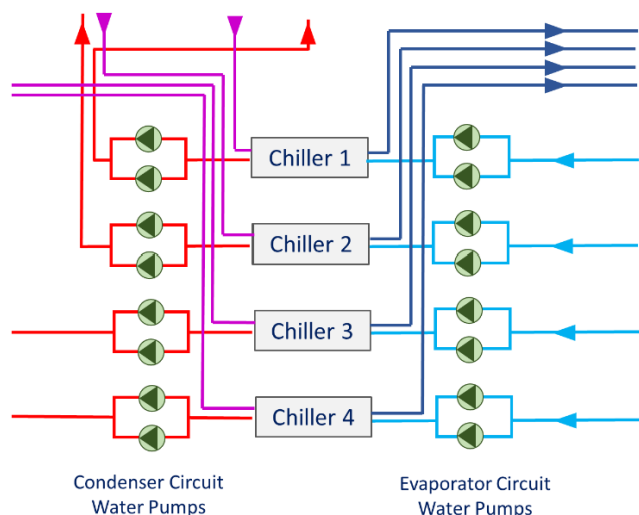 Chiller 1
Chiller 2
Chiller 3
Chiller 4
Condenser Circuit
Water Pumps
Evaporator Circuit
Water Pumps